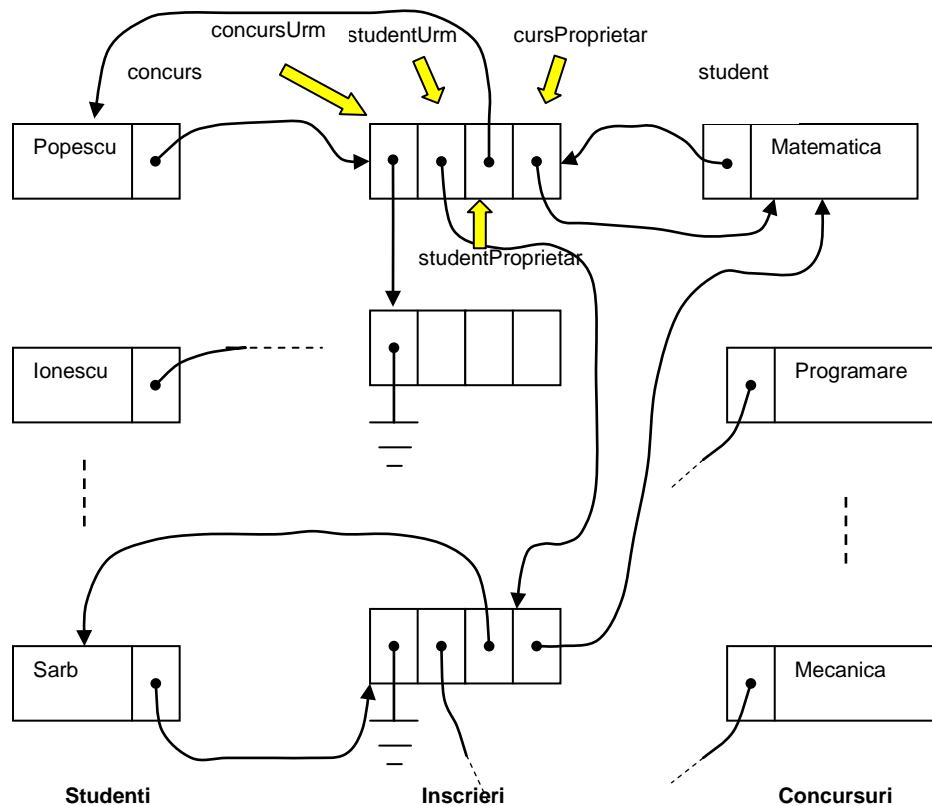 concursUrm
studentUrm
cursProprietar
concurs
student
Popescu
Matematica
studentProprietar
Ionescu
Programare
Sarb
Mecanica
Studenti
Inscrieri
Concursuri